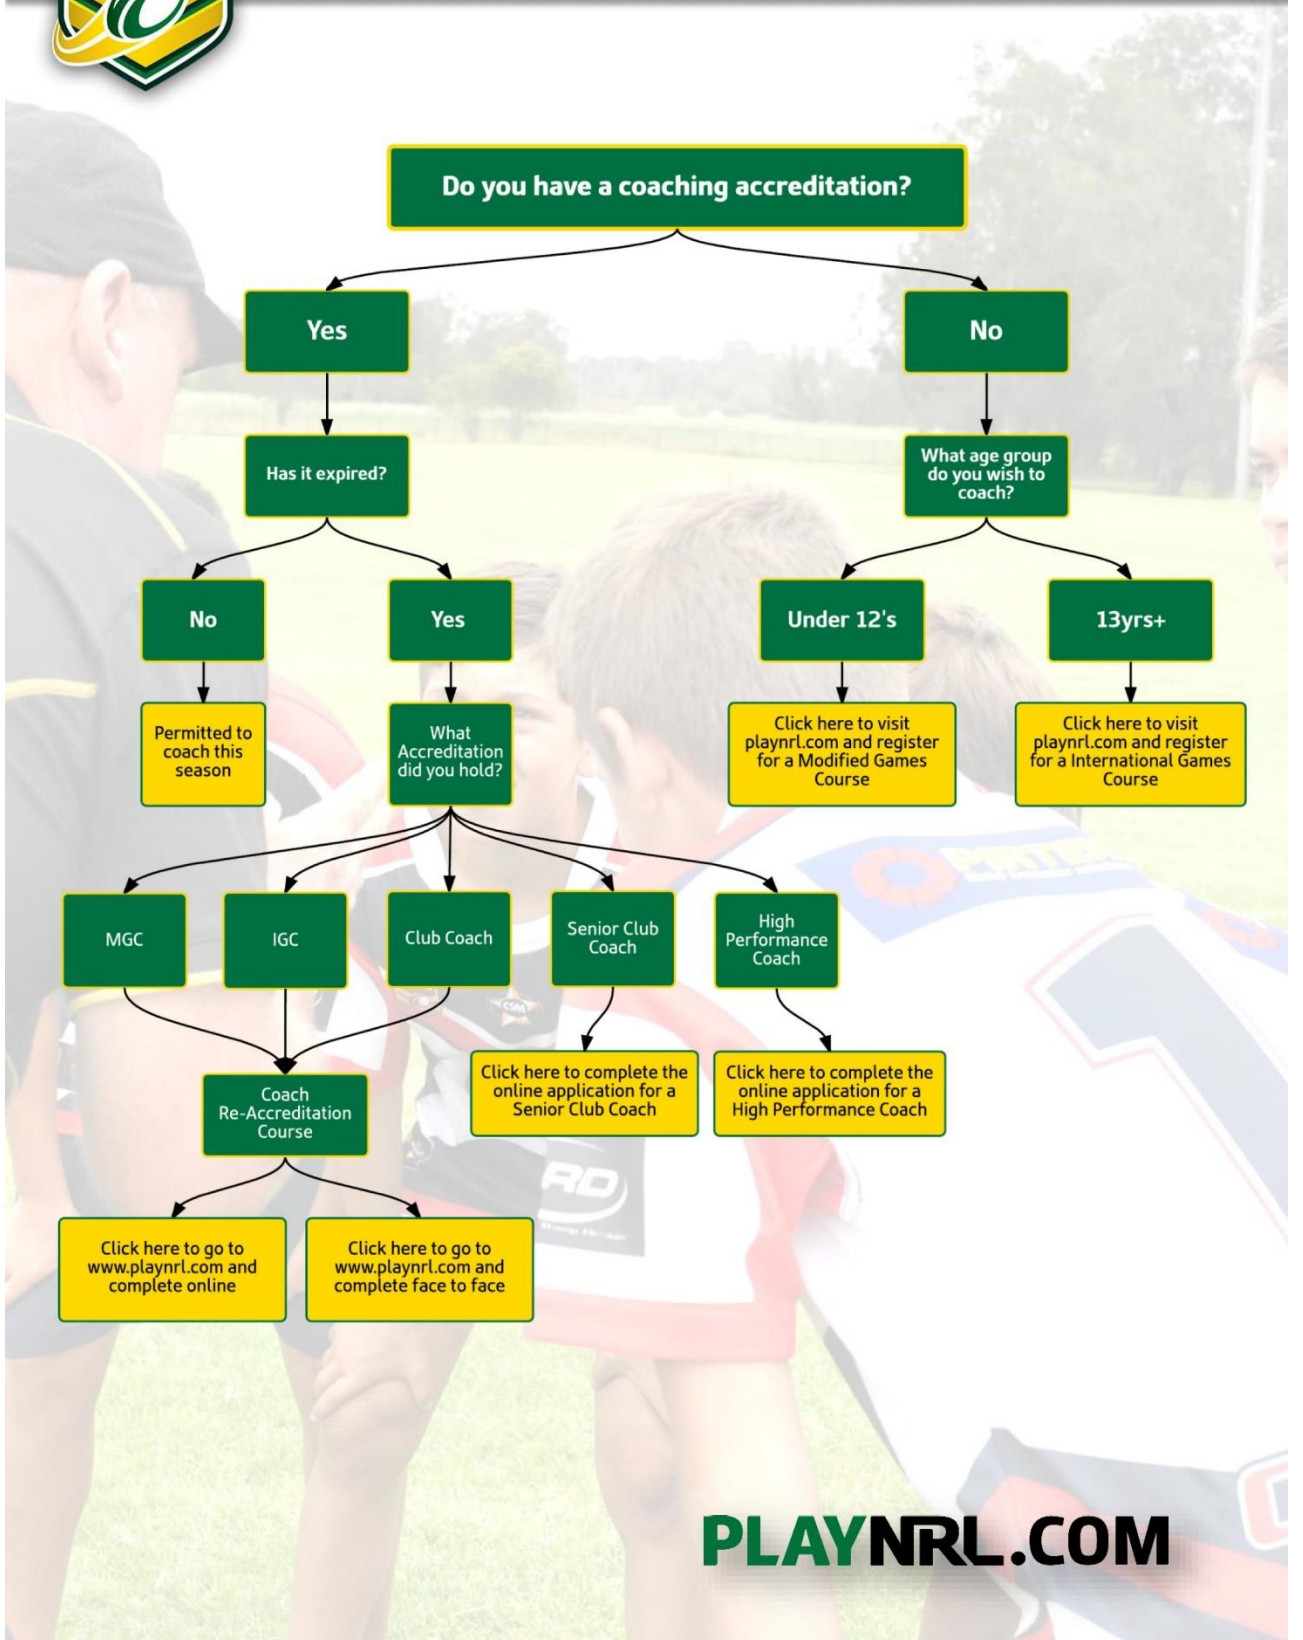 Do you have a coaching accreditation?
Yes
No
Has it expired?
What age group
do you wish to
coach?
No
Yes
Under 12's
13yrs+
Permitted to
coach this
season
What
Accreditation
did you hold?
Click here to visit
playnrl.com and register
for a Modified Games
Course
Click here to visit
playnrl.com and register
for a International Games
Course
MGC
IGC
Club Coach
Senior Club
Coach
High
Performance
Coach
CSM
Coach
Re-Accreditation
Course
Click here to complete the
online application for a
Senior Club Coach
Click here to complete the
online application for a
High Performance Coach
RD
Click here to go to
www.playnrl.com and
complete online
Click here to go to
www.playnrl.com and
complete face to face
PLAYNRL.COM